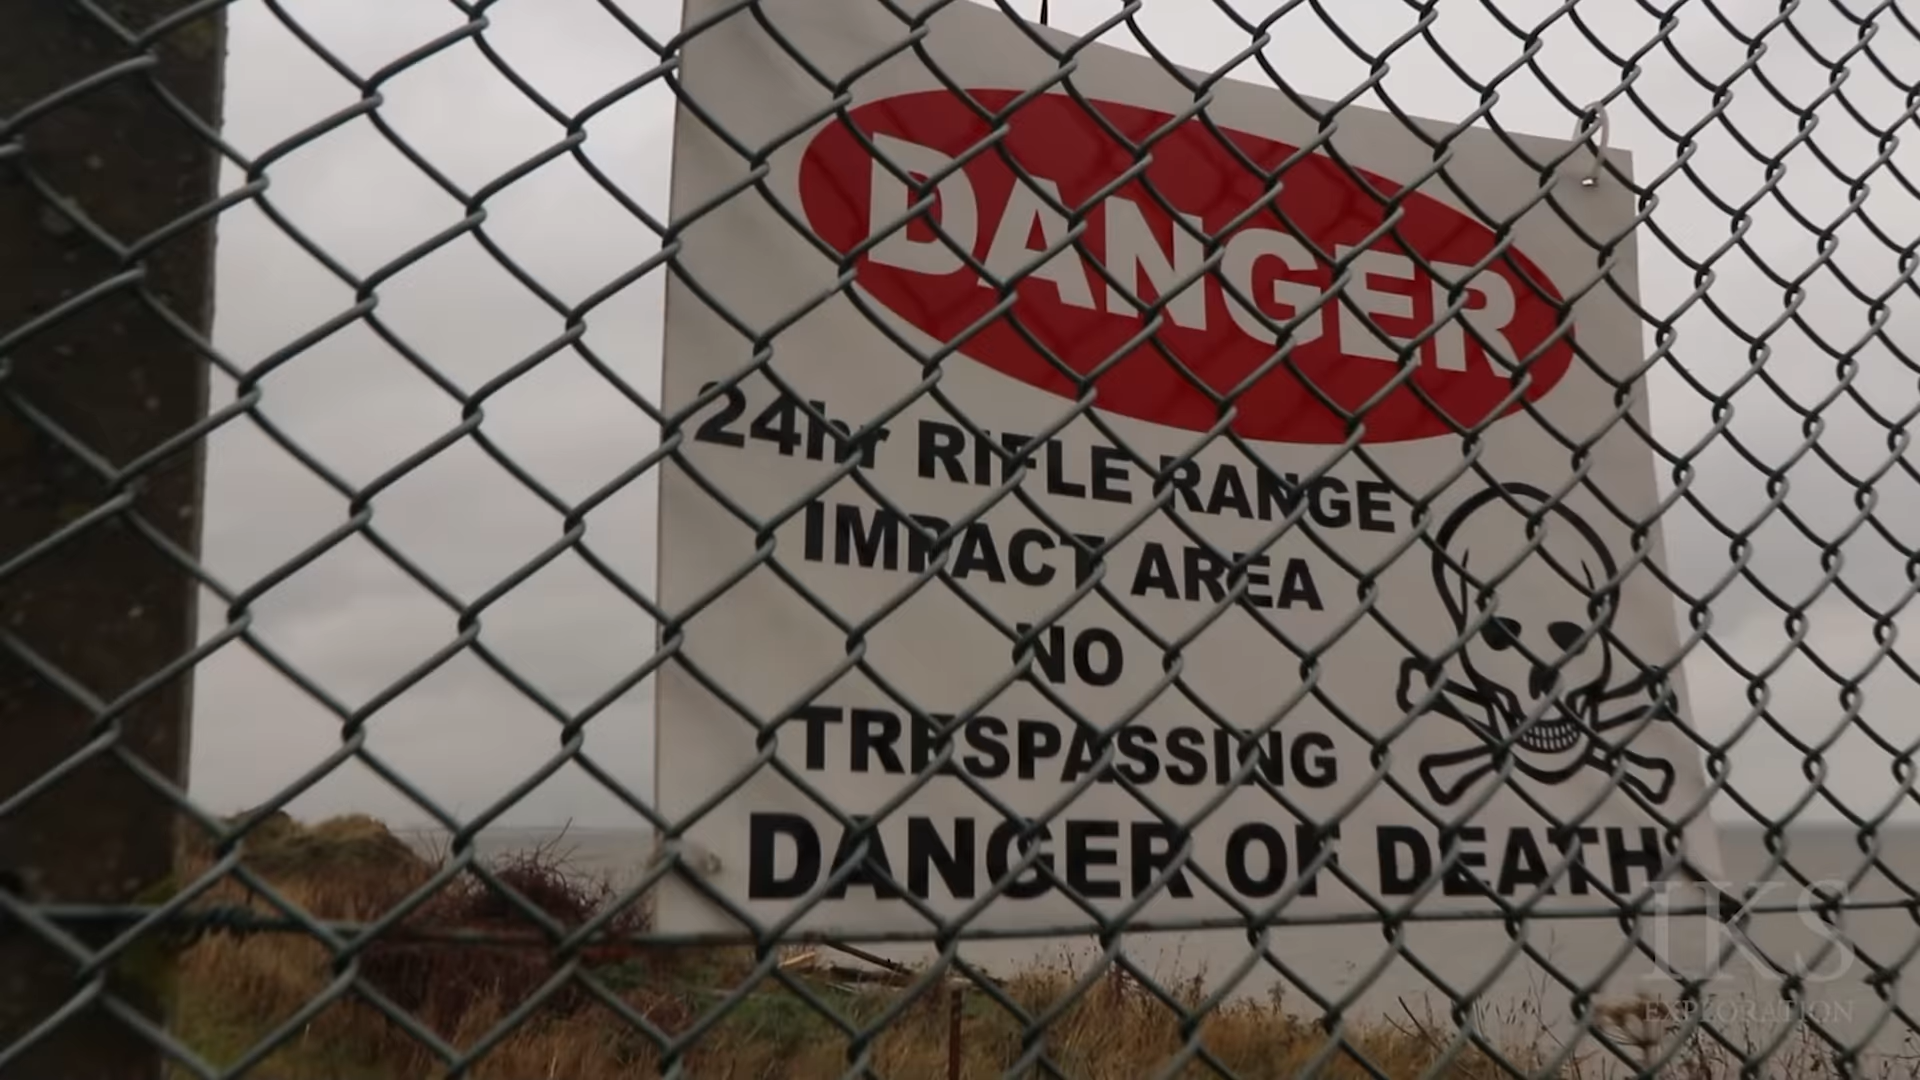 DANGER
24hr RIFLE RANGE
IMPACT AREA
NO
TRESPASSING
DANGER OF DEATH
IKS
EXPLORATION